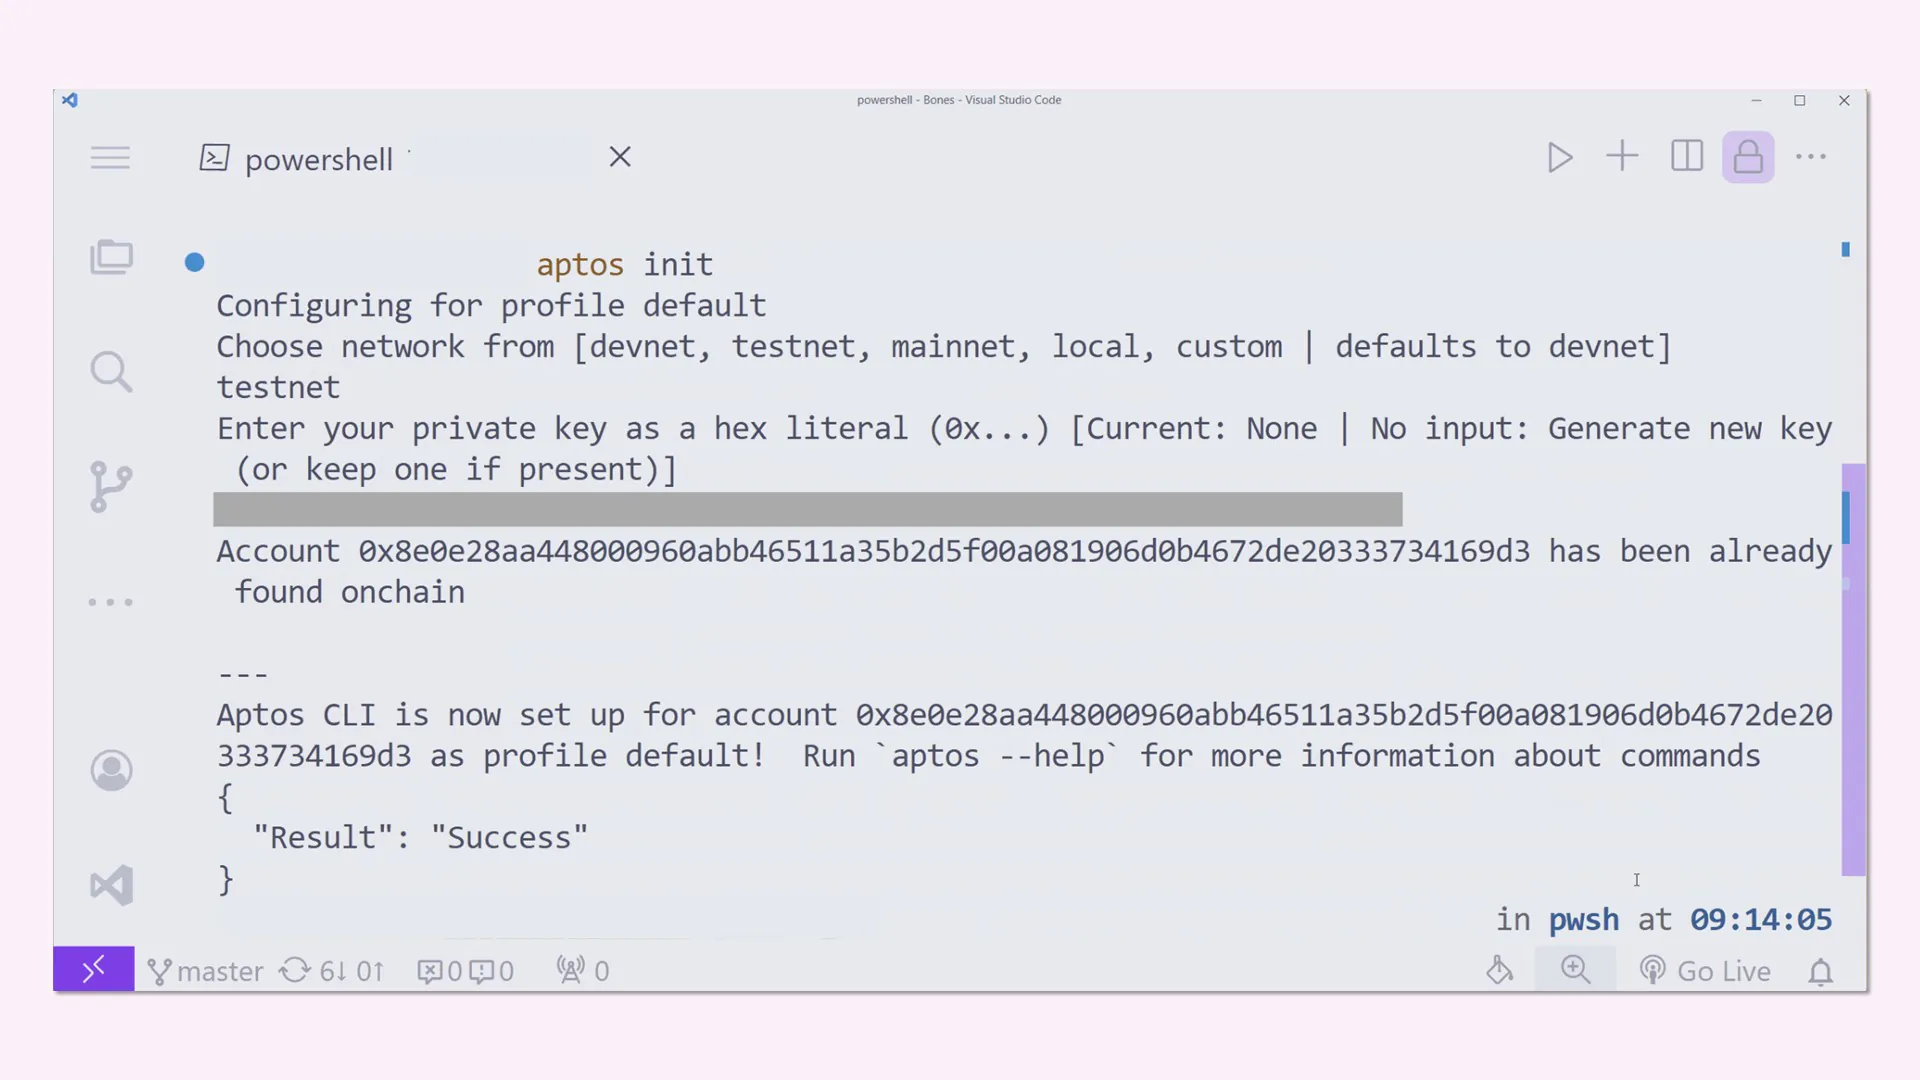 powershell - Bones - Visual Studio Code
powershell
aptos init
Configuring for profile default
Choose network from [devnet, testnet, mainnet, local, custom | defaults to devnet]
testnet
Enter your private key as a hex literal (0x...) [Current: None | No input: Generate new key
(or keep one if present)]
Account 0x8e0e28aa448000960abb46511a35b2d5f00a081906d0b4672de20333734169d3 has been already
found onchain
---
Aptos CLI is now set up for account 0x8e0e28aa448000960abb46511a35b2d5f00a081906d0b4672de20
333734169d3 as profile default!  Run `aptos --help` for more information about commands
{
"Result": "Success"
}
in pwsh at 09:14:05
master 6↓ 0↑ 0 0 0 Go Live